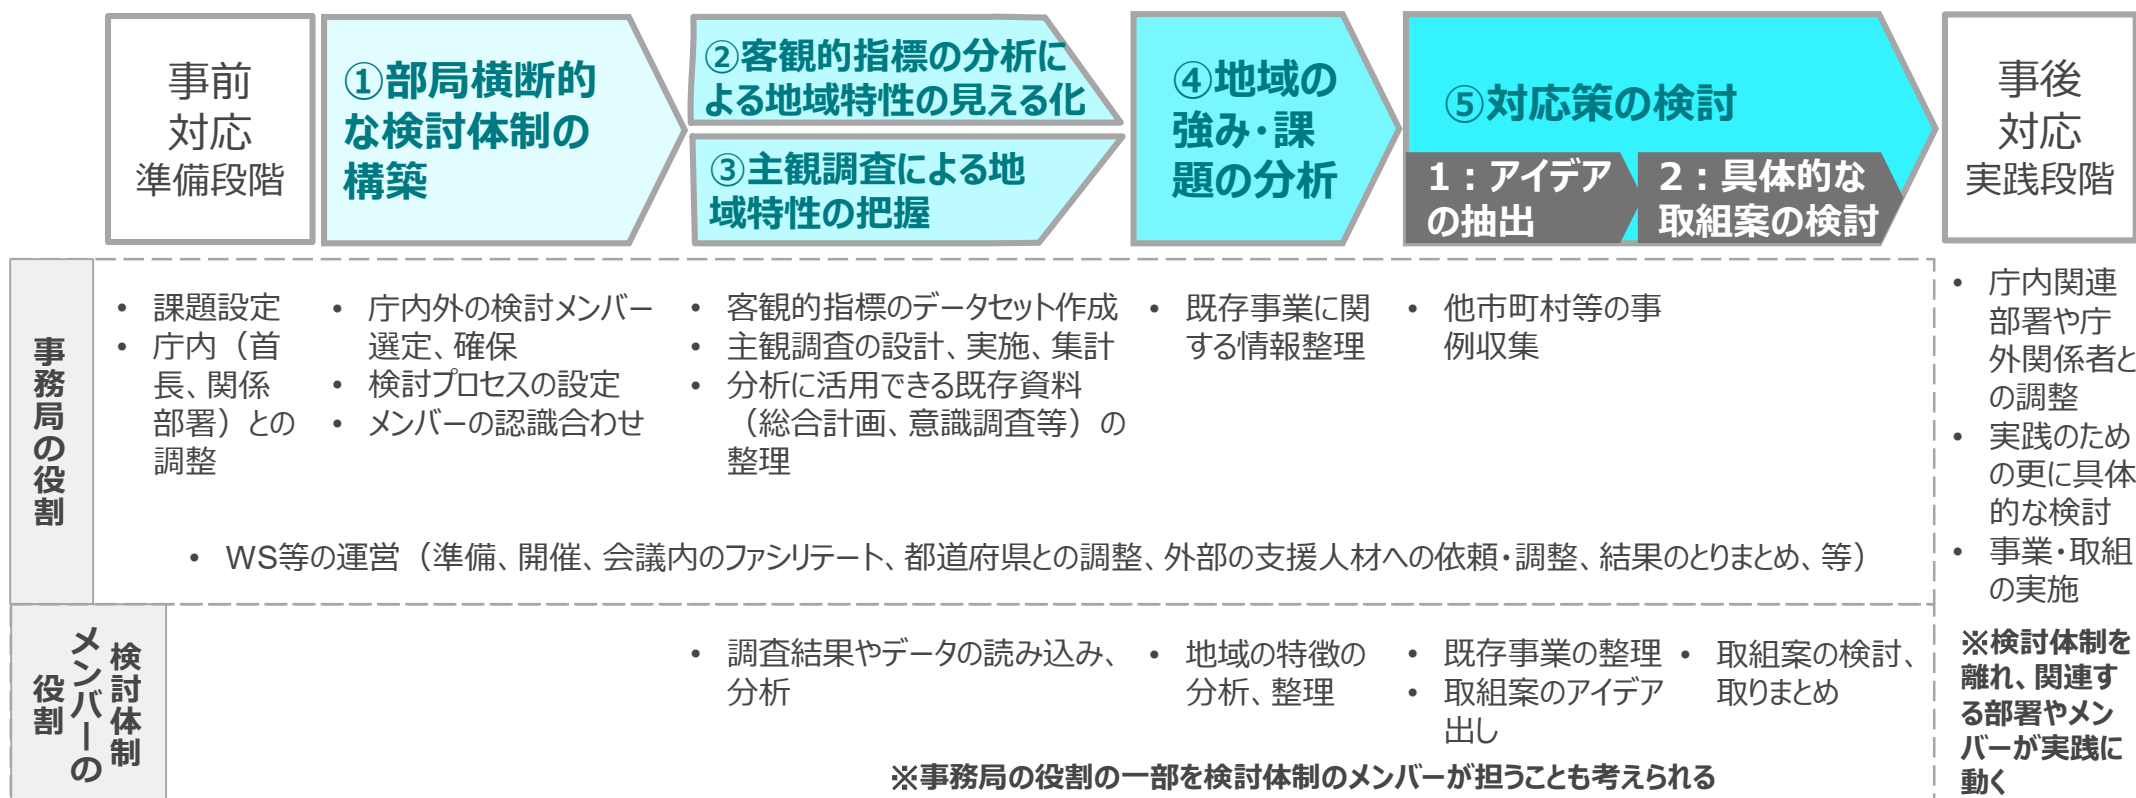 事前
対応
準備段階
①部局横断的
な検討体制の
構築
②客観的指標の分析に
よる地域特性の見える化
③主観調査による地
域特性の把握
④地域の
強み・課
題の分析
⑤対応策の検討
1：アイデア
の抽出
2：具体的な
取組案の検討
事後
対応
実践段階
事務局の役割
• 課題設定
• 庁内（首
長、関係
部署）との
調整
• 庁内外の検討メンバー
選定、確保
• 検討プロセスの設定
• メンバーの認識合わせ
• 客観的指標のデータセット作成
• 主観調査の設計、実施、集計
• 分析に活用できる既存資料
（総合計画、意識調査等）の
整理
• 既存事業に関
する情報整理
• 他市町村等の事
例収集
• WS等の運営（準備、開催、会議内のファシリテート、都道府県との調整、外部の支援人材への依頼・調整、結果のとりまとめ、等）
• 庁内関連
部署や庁
外関係者と
の調整
• 実践のため
の更に具体
的な検討
• 事業・取組
の実施
※検討体制を
離れ、関連す
る部署やメン
バーが実践に
動く
検討体制
メンバーの
役割
• 調査結果やデータの読み込み、
分析
• 地域の特徴の
分析、整理
• 既存事業の整理
• 取組案のアイデア
出し
• 取組案の検討、
取りまとめ
※事務局の役割の一部を検討体制のメンバーが担うことも考えられる